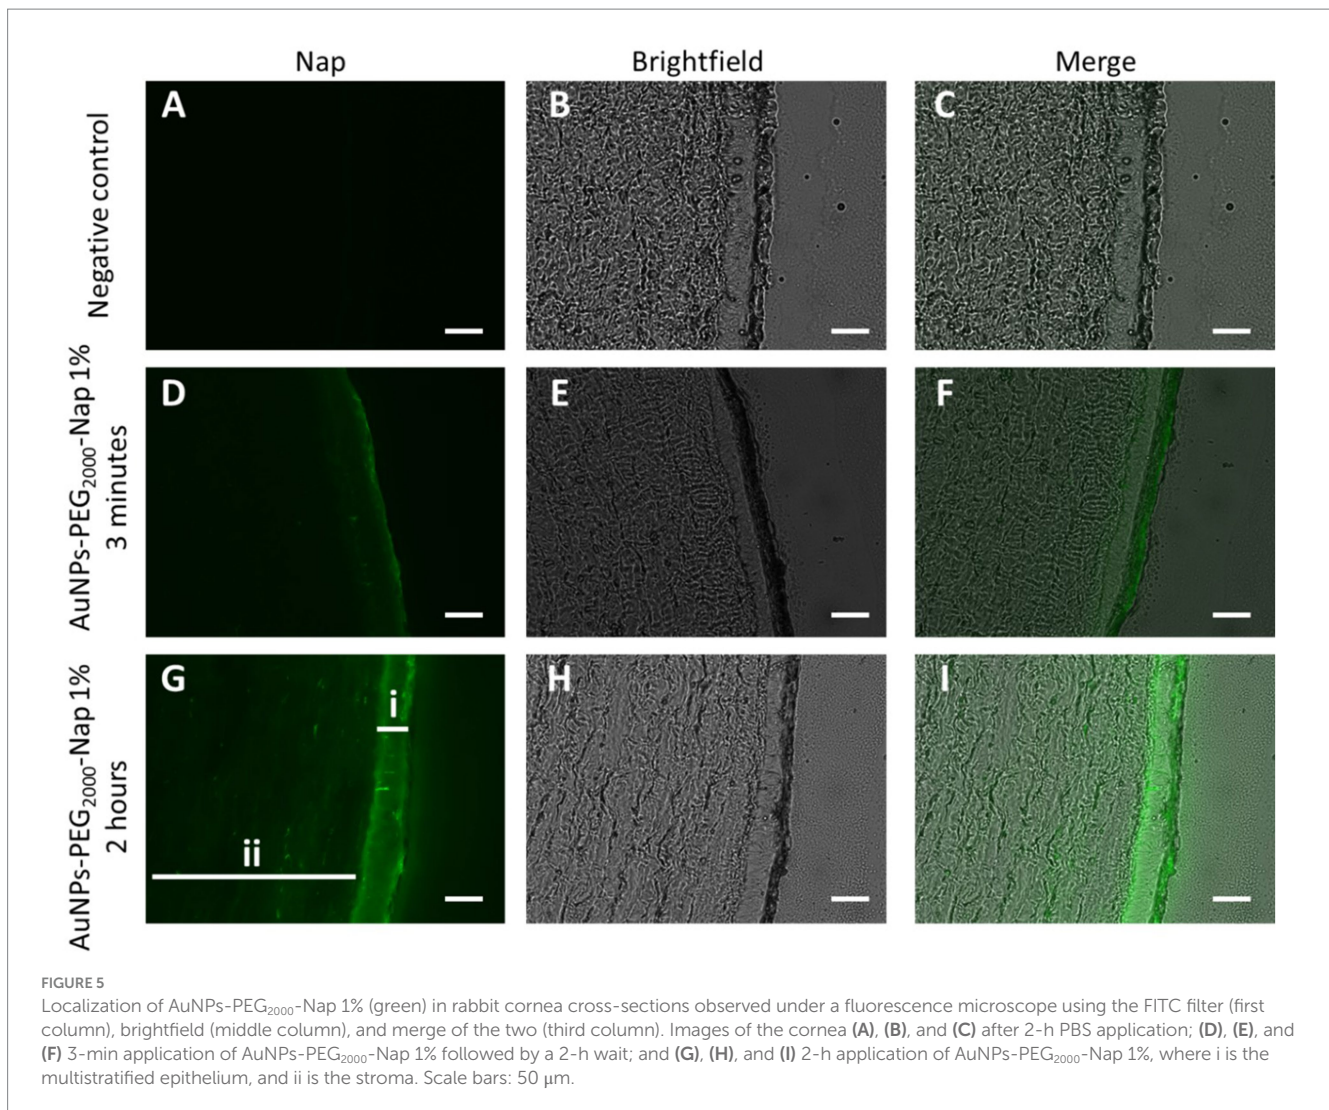 Nap
Brightfield
Merge
Negative control
A
B
C
AuNPs-PEG₂₀₀₀-Nap 1%
3 minutes
D
E
F
AuNPs-PEG₂₀₀₀-Nap 1%
2 hours
G
i
ii
H
I
FIGURE 5
Localization of AuNPs-PEG₂₀₀₀-Nap 1% (green) in rabbit cornea cross-sections observed under a fluorescence microscope using the FITC filter (first
column), brightfield (middle column), and merge of the two (third column). Images of the cornea (A), (B), and (C) after 2-h PBS application; (D), (E), and
(F) 3-min application of AuNPs-PEG₂₀₀₀-Nap 1% followed by a 2-h wait; and (G), (H), and (I) 2-h application of AuNPs-PEG₂₀₀₀-Nap 1%, where i is the
multistratified epithelium, and ii is the stroma. Scale bars: 50 μm.